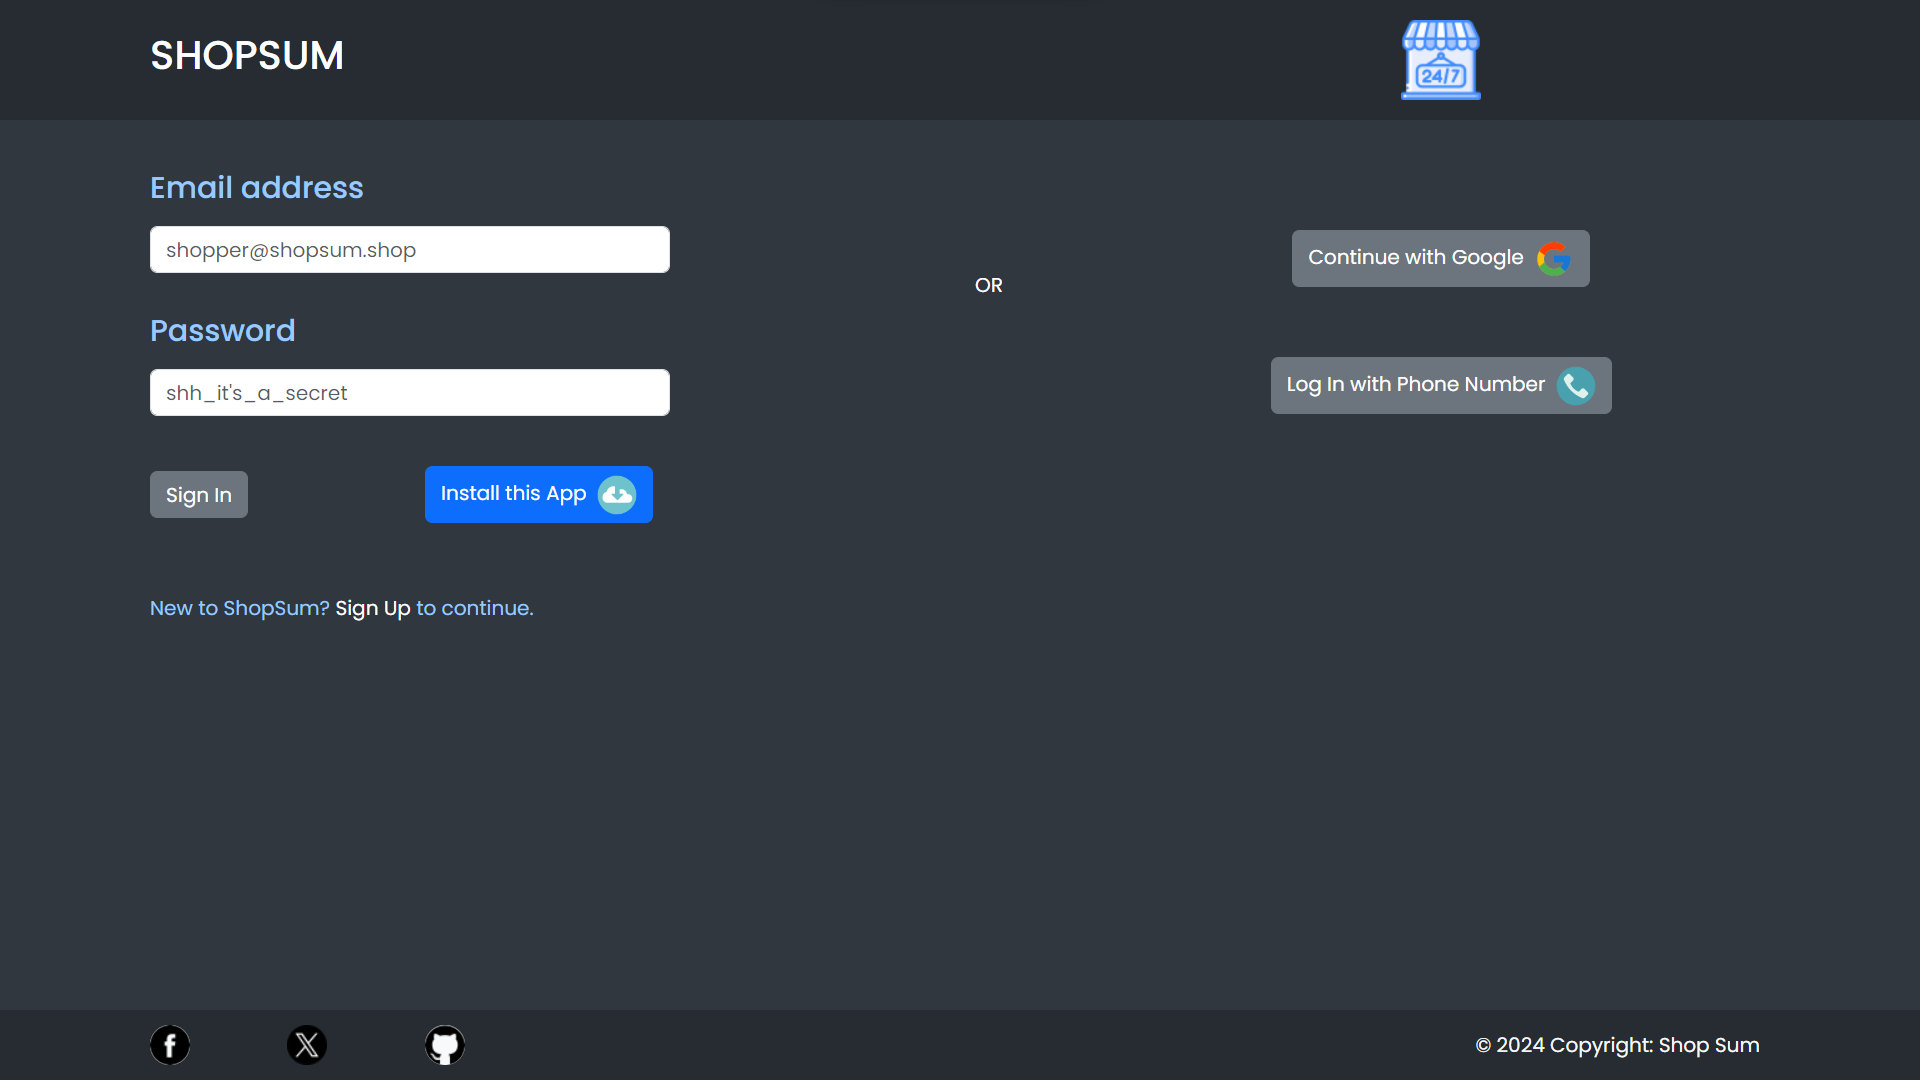 SHOPSUM
24/7
Email address
shopper@shopsum.shop
Password
shh_it's_a_secret
Sign In
Install this App
New to ShopSum? Sign Up to continue.
OR
Continue with Google
Log In with Phone Number
© 2024 Copyright: Shop Sum